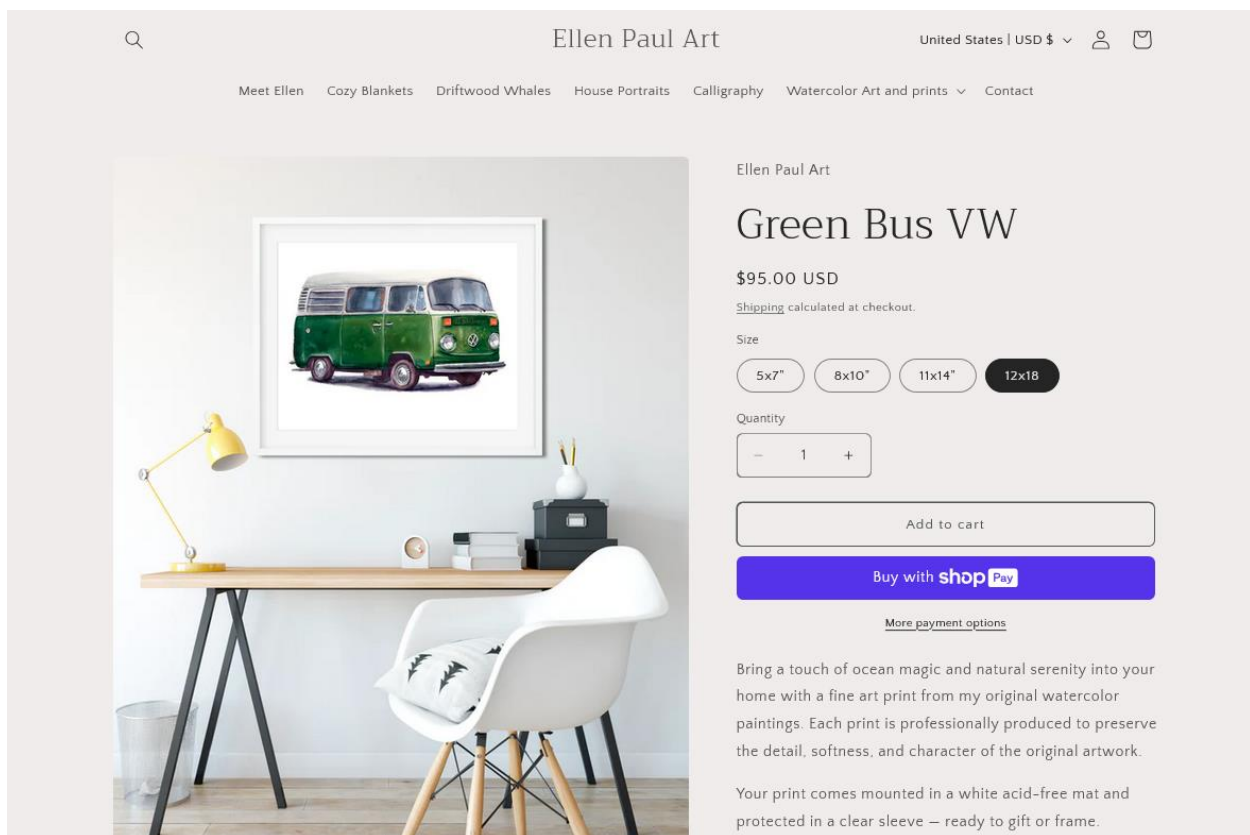 Ellen Paul Art
United States | USD $
Meet Ellen
Cozy Blankets
Driftwood Whales
House Portraits
Calligraphy
Watercolor Art and prints
Contact
Ellen Paul Art
Green Bus VW
$95.00 USD
Shipping calculated at checkout.
Size
5x7"
8x10"
11x14"
12x18
Quantity
1
Add to cart
Buy with shop Pay
More payment options
Bring a touch of ocean magic and natural serenity into your
home with a fine art print from my original watercolor
paintings. Each print is professionally produced to preserve
the detail, softness, and character of the original artwork.
Your print comes mounted in a white acid-free mat and
protected in a clear sleeve — ready to gift or frame.